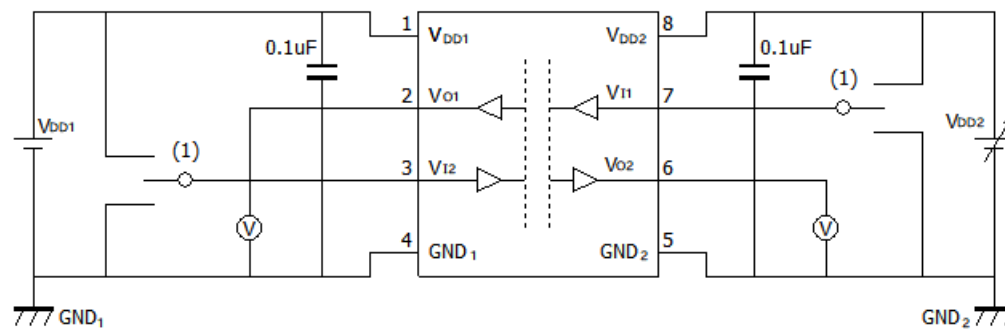 1 VDD1 VDD2 8
0.1uF 0.1uF
2 VO1 VI1 7
(1)
VDD1 VDD2
(1)
3 VI2 VO2 6
V V
4 GND1 GND2 5
GND1 GND2